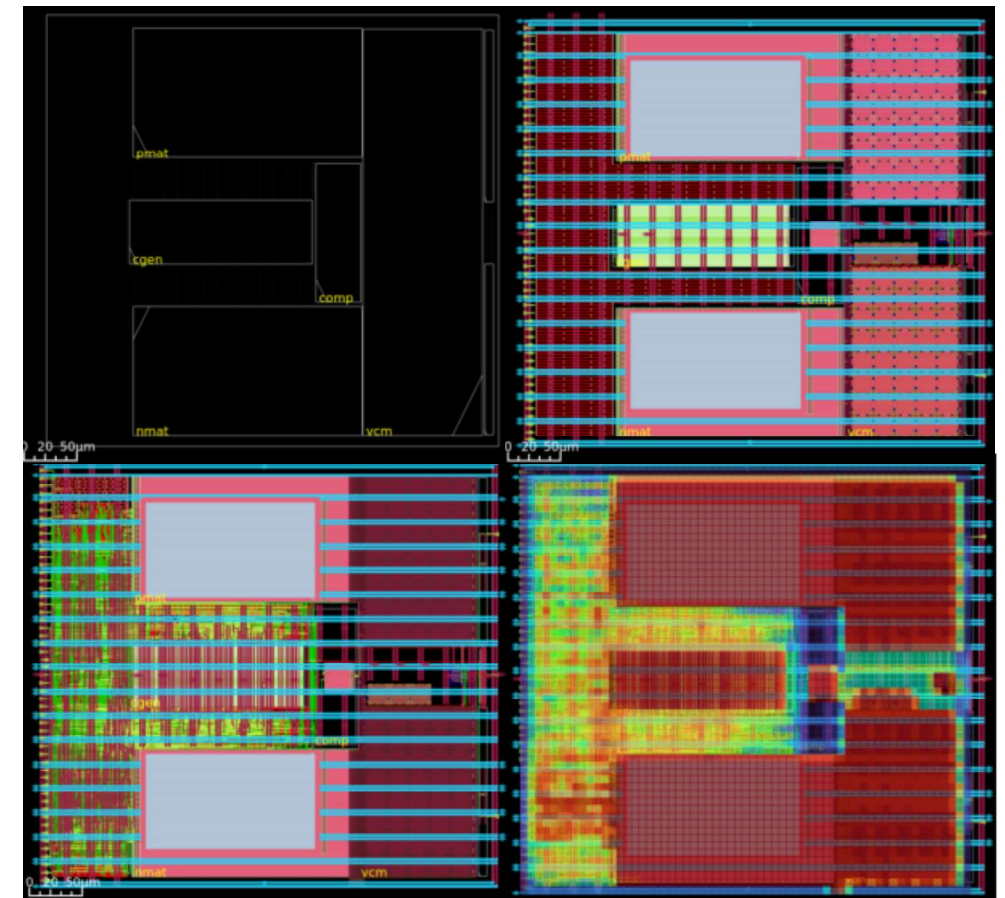 pmat
cgen
comp
nmat
vcm
0 20 50μm
pmat
comp
nmat
vcm
0 20 50μm
pmat
cgen
comp
nmat
vcm
0 20 50μm